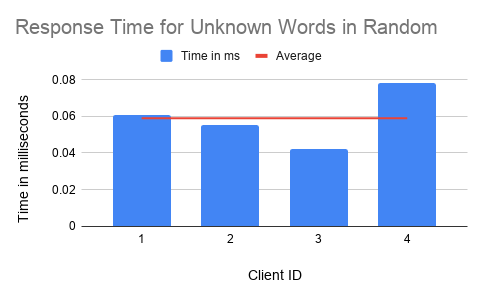 Response Time for Unknown Words in Random
Time in ms Average
Time in milliseconds
0.08
0.06
0.04
0.02
0
1 2 3 4
Client ID